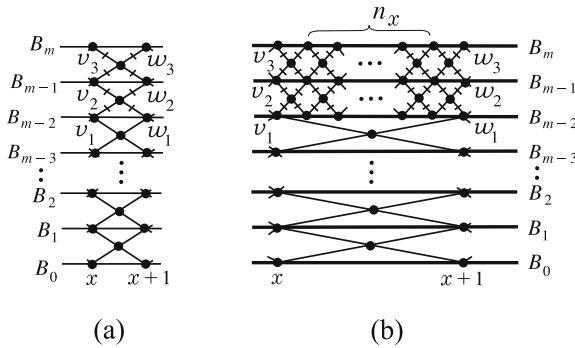 n_x
B_m v_3 w_3 v_3 w_3 B_m
B_{m-1} v_2 w_2 ... ... v_2 w_2 B_{m-1}
B_{m-2} v_1 w_1 v_1 w_1 B_{m-2}
B_{m-3} B_{m-3}
B_2 B_2
B_1 B_1
B_0 B_0
x x+1 x x+1
(a) (b)